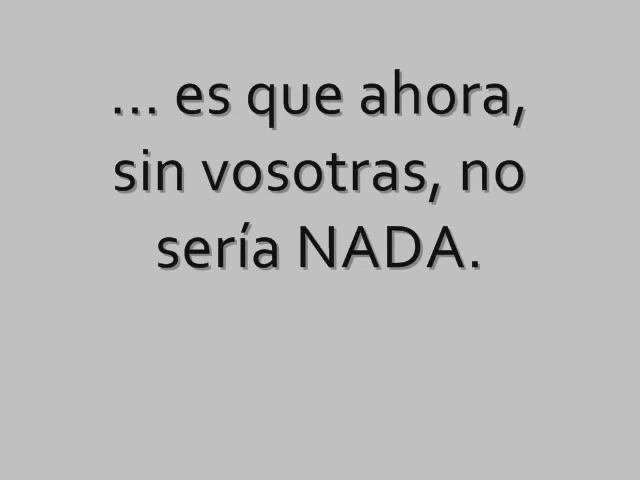 ... es que ahora,
sin vosotras, no
sería NADA.